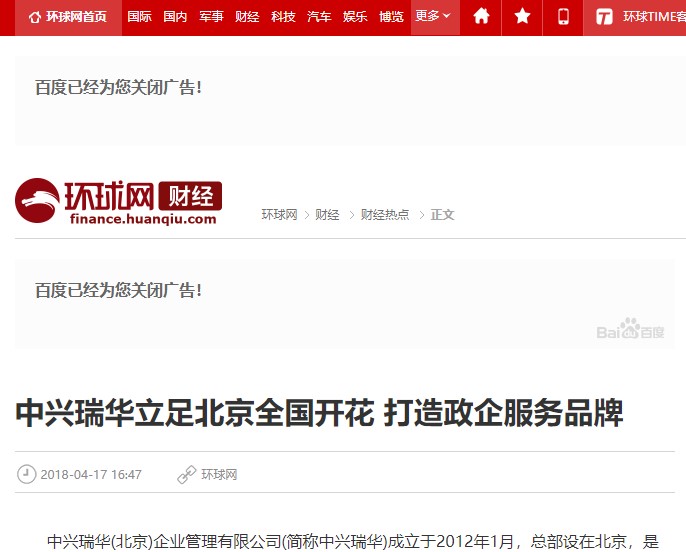 环球网首页 国际 国内 军事 财经 科技 汽车 娱乐 博览 更多 环球TIME客
百度已经为您关闭广告!
环球网 财经
finance.huanqiu.com
环球网 > 财经 > 财经热点 > 正文
百度已经为您关闭广告!
Bai du 百度
中兴瑞华立足北京全国开花 打造政企服务品牌
2018-04-17 16:47 环球网
中兴瑞华(北京)企业管理有限公司(简称中兴瑞华)成立于2012年1月，总部设在北京，是